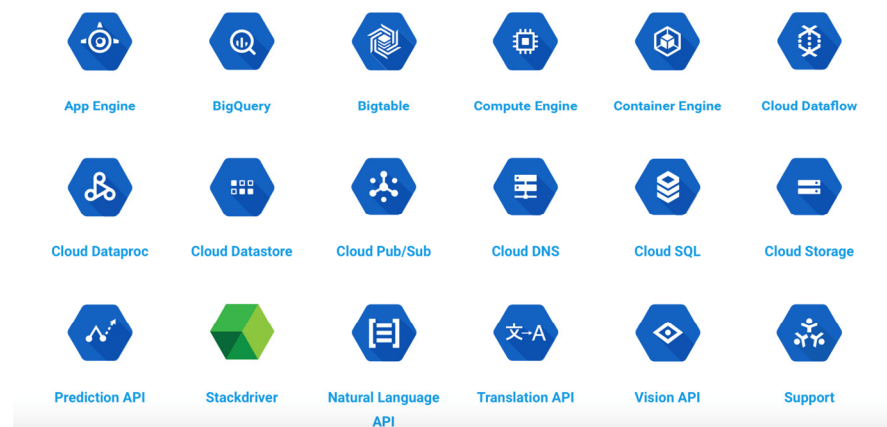 App Engine
BigQuery
Bigtable
Compute Engine
Container Engine
Cloud Dataflow
Cloud Dataproc
Cloud Datastore
Cloud Pub/Sub
Cloud DNS
Cloud SQL
Cloud Storage
文→A
Prediction API
Stackdriver
Natural Language
API
Translation API
Vision API
Support